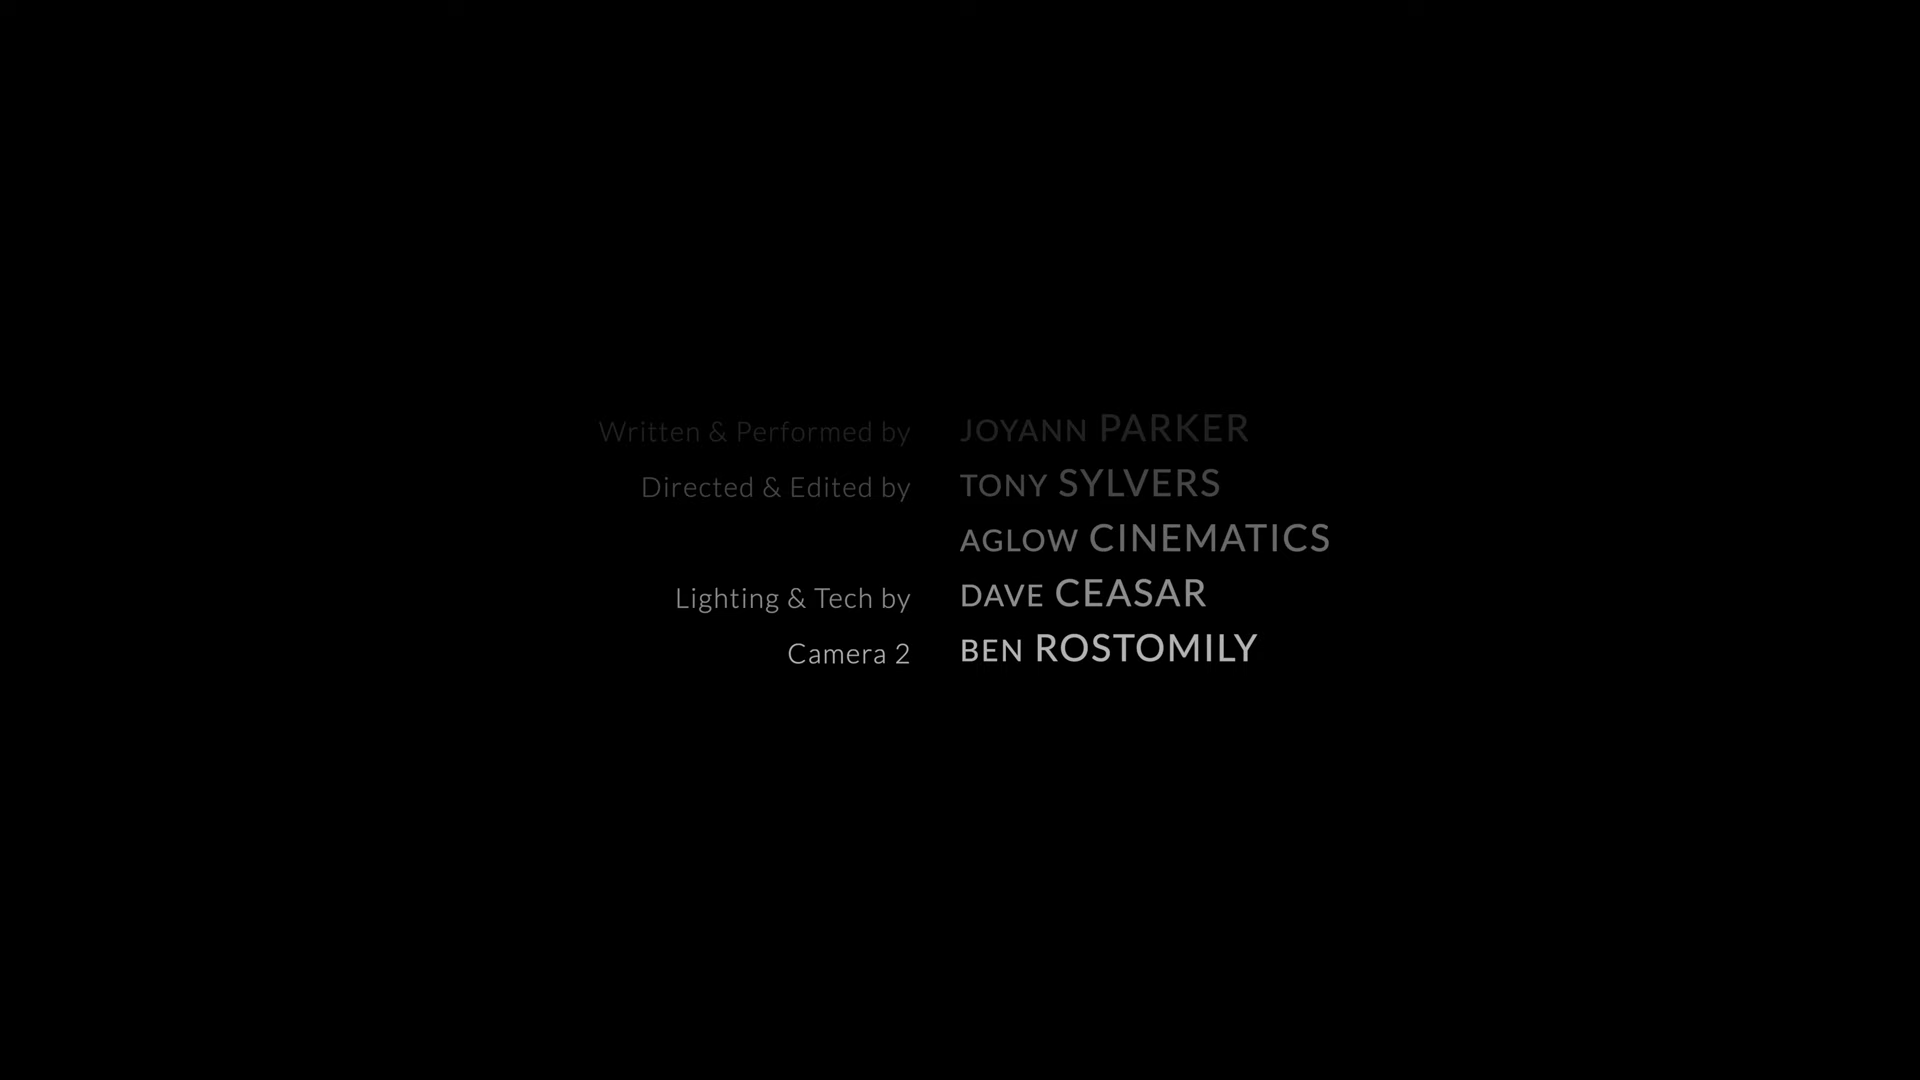 Written & Performed by JOYANN PARKER
Directed & Edited by TONY SYLVERS
AGLOW CINEMATICS
Lighting & Tech by DAVE CEASAR
Camera 2 BEN ROSTOMILY